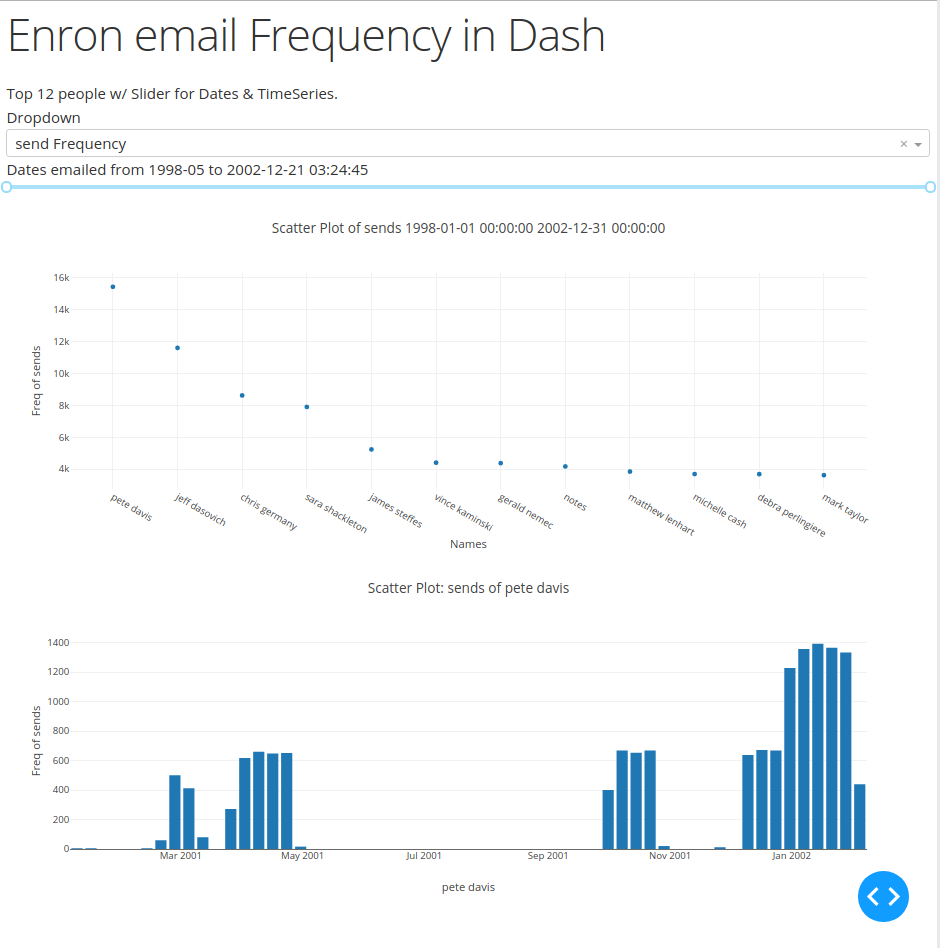 Enron email Frequency in Dash
Top 12 people w/ Slider for Dates & TimeSeries.
Dropdown
send Frequency
Dates emailed from 1998-05 to 2002-12-21 03:24:45
Scatter Plot of sends 1998-01-01 00:00:00 2002-12-31 00:00:00
16k
14k
12k
10k
8k
6k
4k
Freq of sends
pete davis
jeff dasovich
chris germany
sara shackleton
james steffes
vince kaminski
gerald nemec
notes
matthew lenhart
michelle cash
debra perlingiere
mark taylor
Names
Scatter Plot: sends of pete davis
1400
1200
1000
800
600
400
200
0
Freq of sends
Mar 2001
May 2001
Jul 2001
Sep 2001
Nov 2001
Jan 2002
pete davis